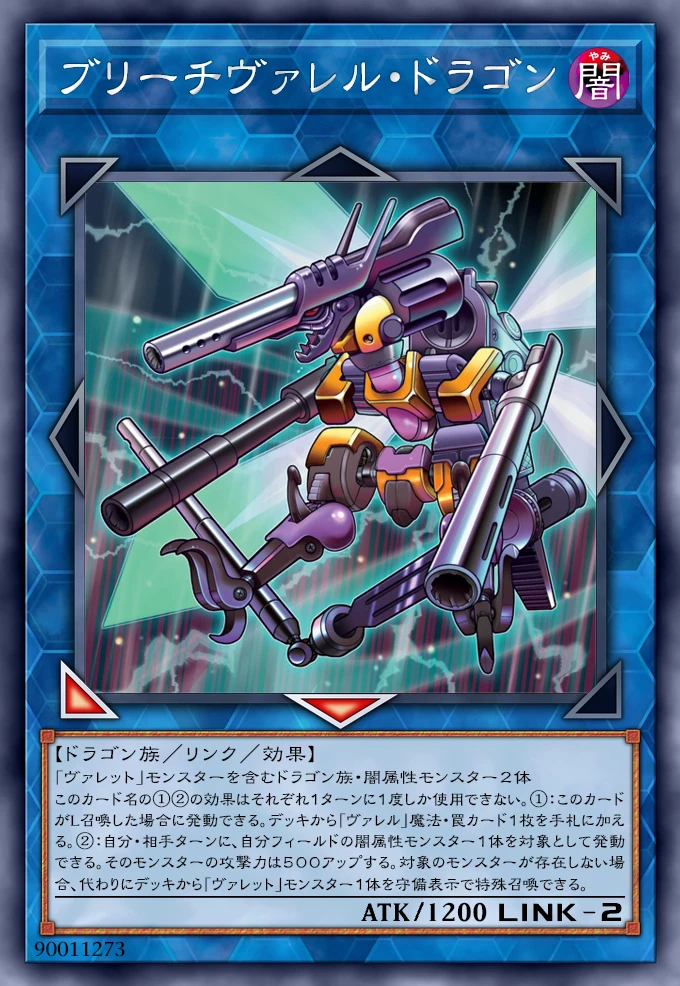 ブリーチヴァレル・ドラゴン
やみ
闇
【ドラゴン族／リンク／効果】
「ヴァレット」モンスターを含むドラゴン族・闇属性モンスター2体
このカード名の①②の効果はそれぞれ1ターンに1度しか使用できない。①：このカード
がL召喚した場合に発動できる。デッキから「ヴァレル」魔法・罠カード1枚を手札に加え
る。②：自分・相手ターンに、自分フィールドの闇属性モンスター1体を対象として発動
できる。そのモンスターの攻撃力は500アップする。対象のモンスターが存在しない場
合、代わりにデッキから「ヴァレット」モンスター1体を守備表示で特殊召喚できる。
ATK/1200 LINK-2
90011273